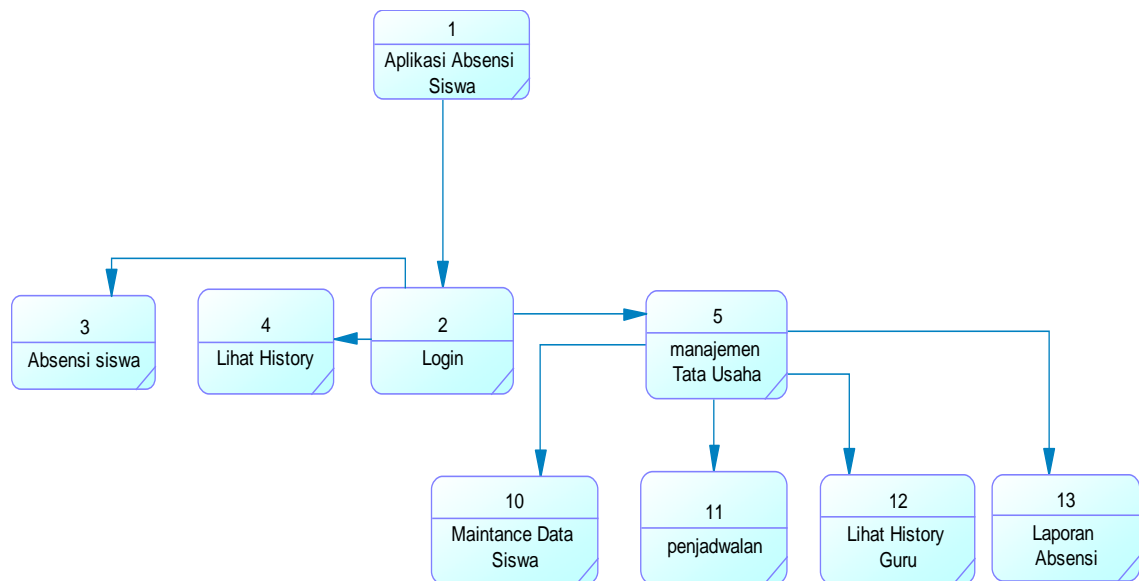 1
Aplikasi Absensi
Siswa
3
Absensi siswa
4
Lihat History
2
Login
5
manajemen
Tata Usaha
10
Maintance Data
Siswa
11
penjadwalan
12
Lihat History
Guru
13
Laporan
Absensi